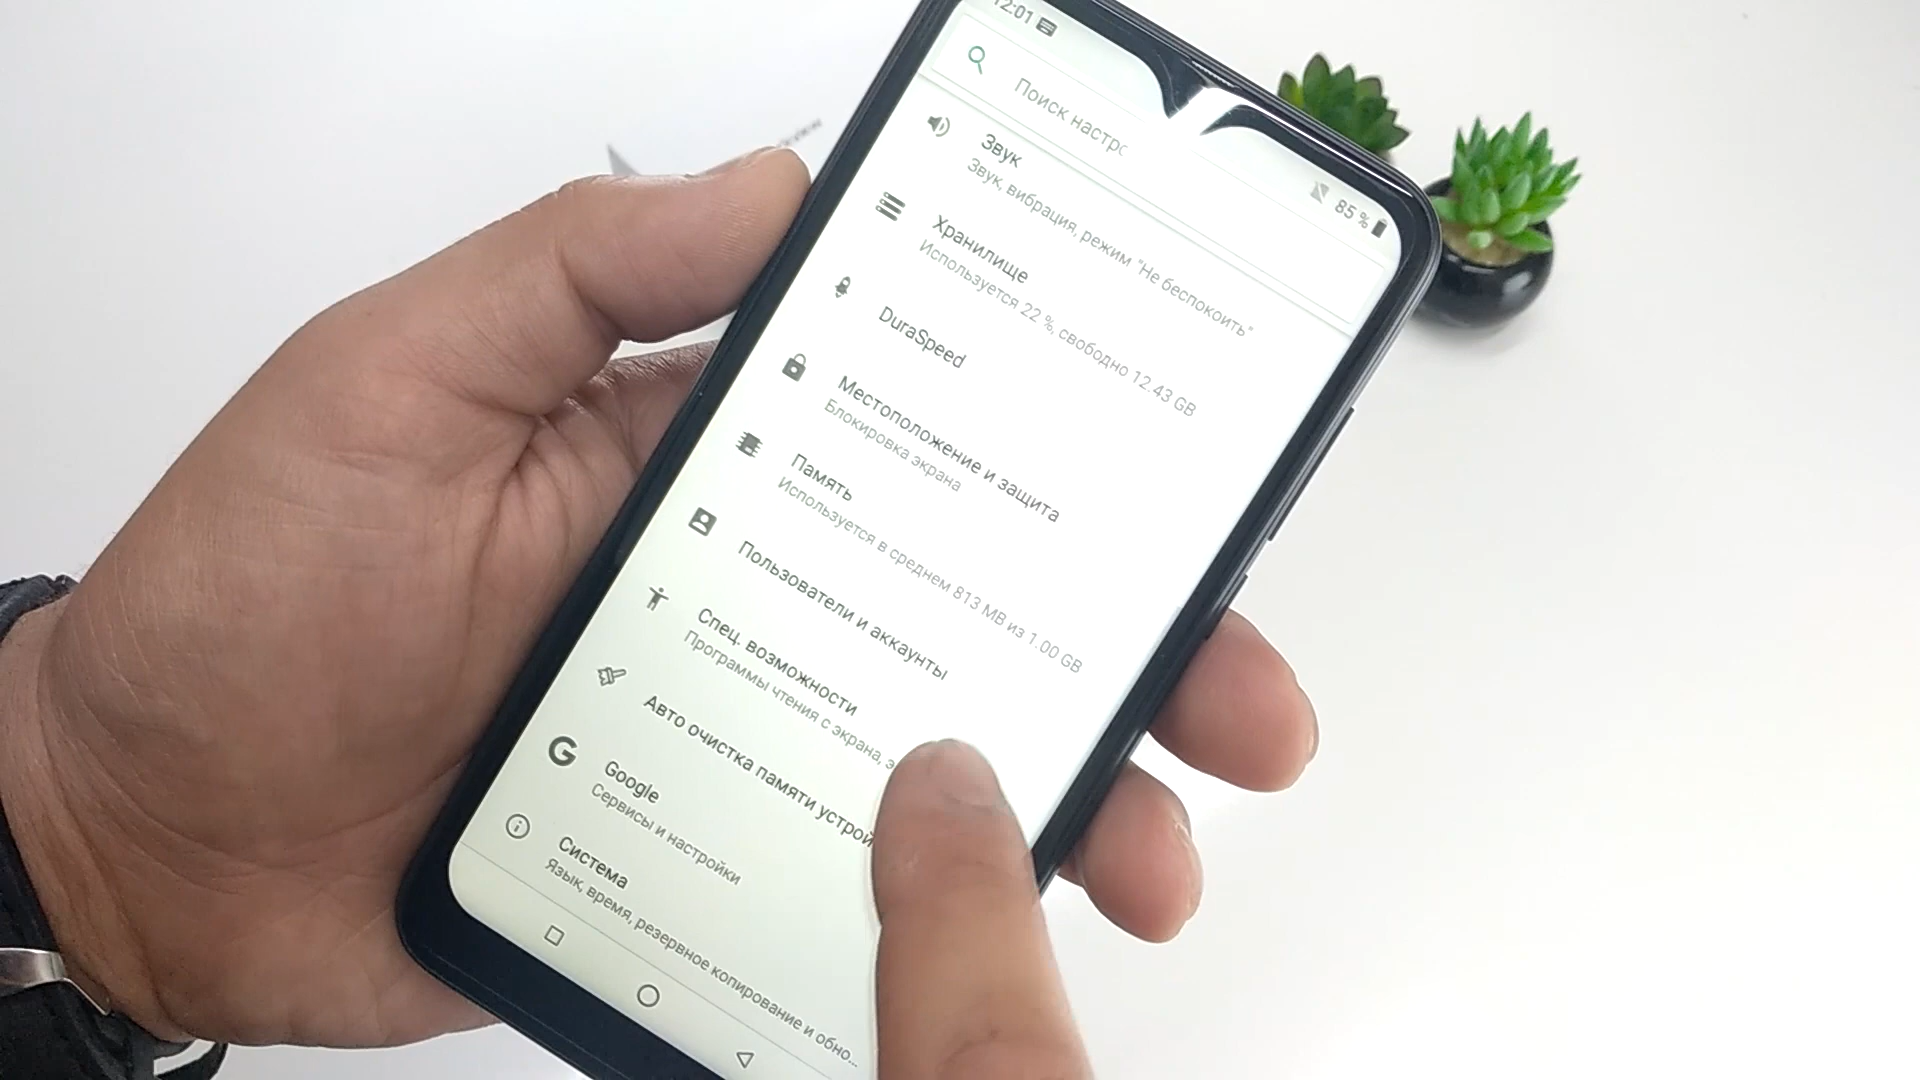 12:01
85 %
Поиск настро
Звук
Звук, вибрация, режим "Не беспокоить"
Хранилище
Используется 22 %, свободно 12.43 GB
DuraSpeed
Местоположение и защита
Блокировка экрана
Память
Используется в среднем 813 MB из 1.00 GB
Пользователи и аккаунты
Спец. возможности
Программы чтения с экрана, э
Авто очистка памяти устрой
Google
Сервисы и настройки
Система
Язык, время, резервное копирование и обно...